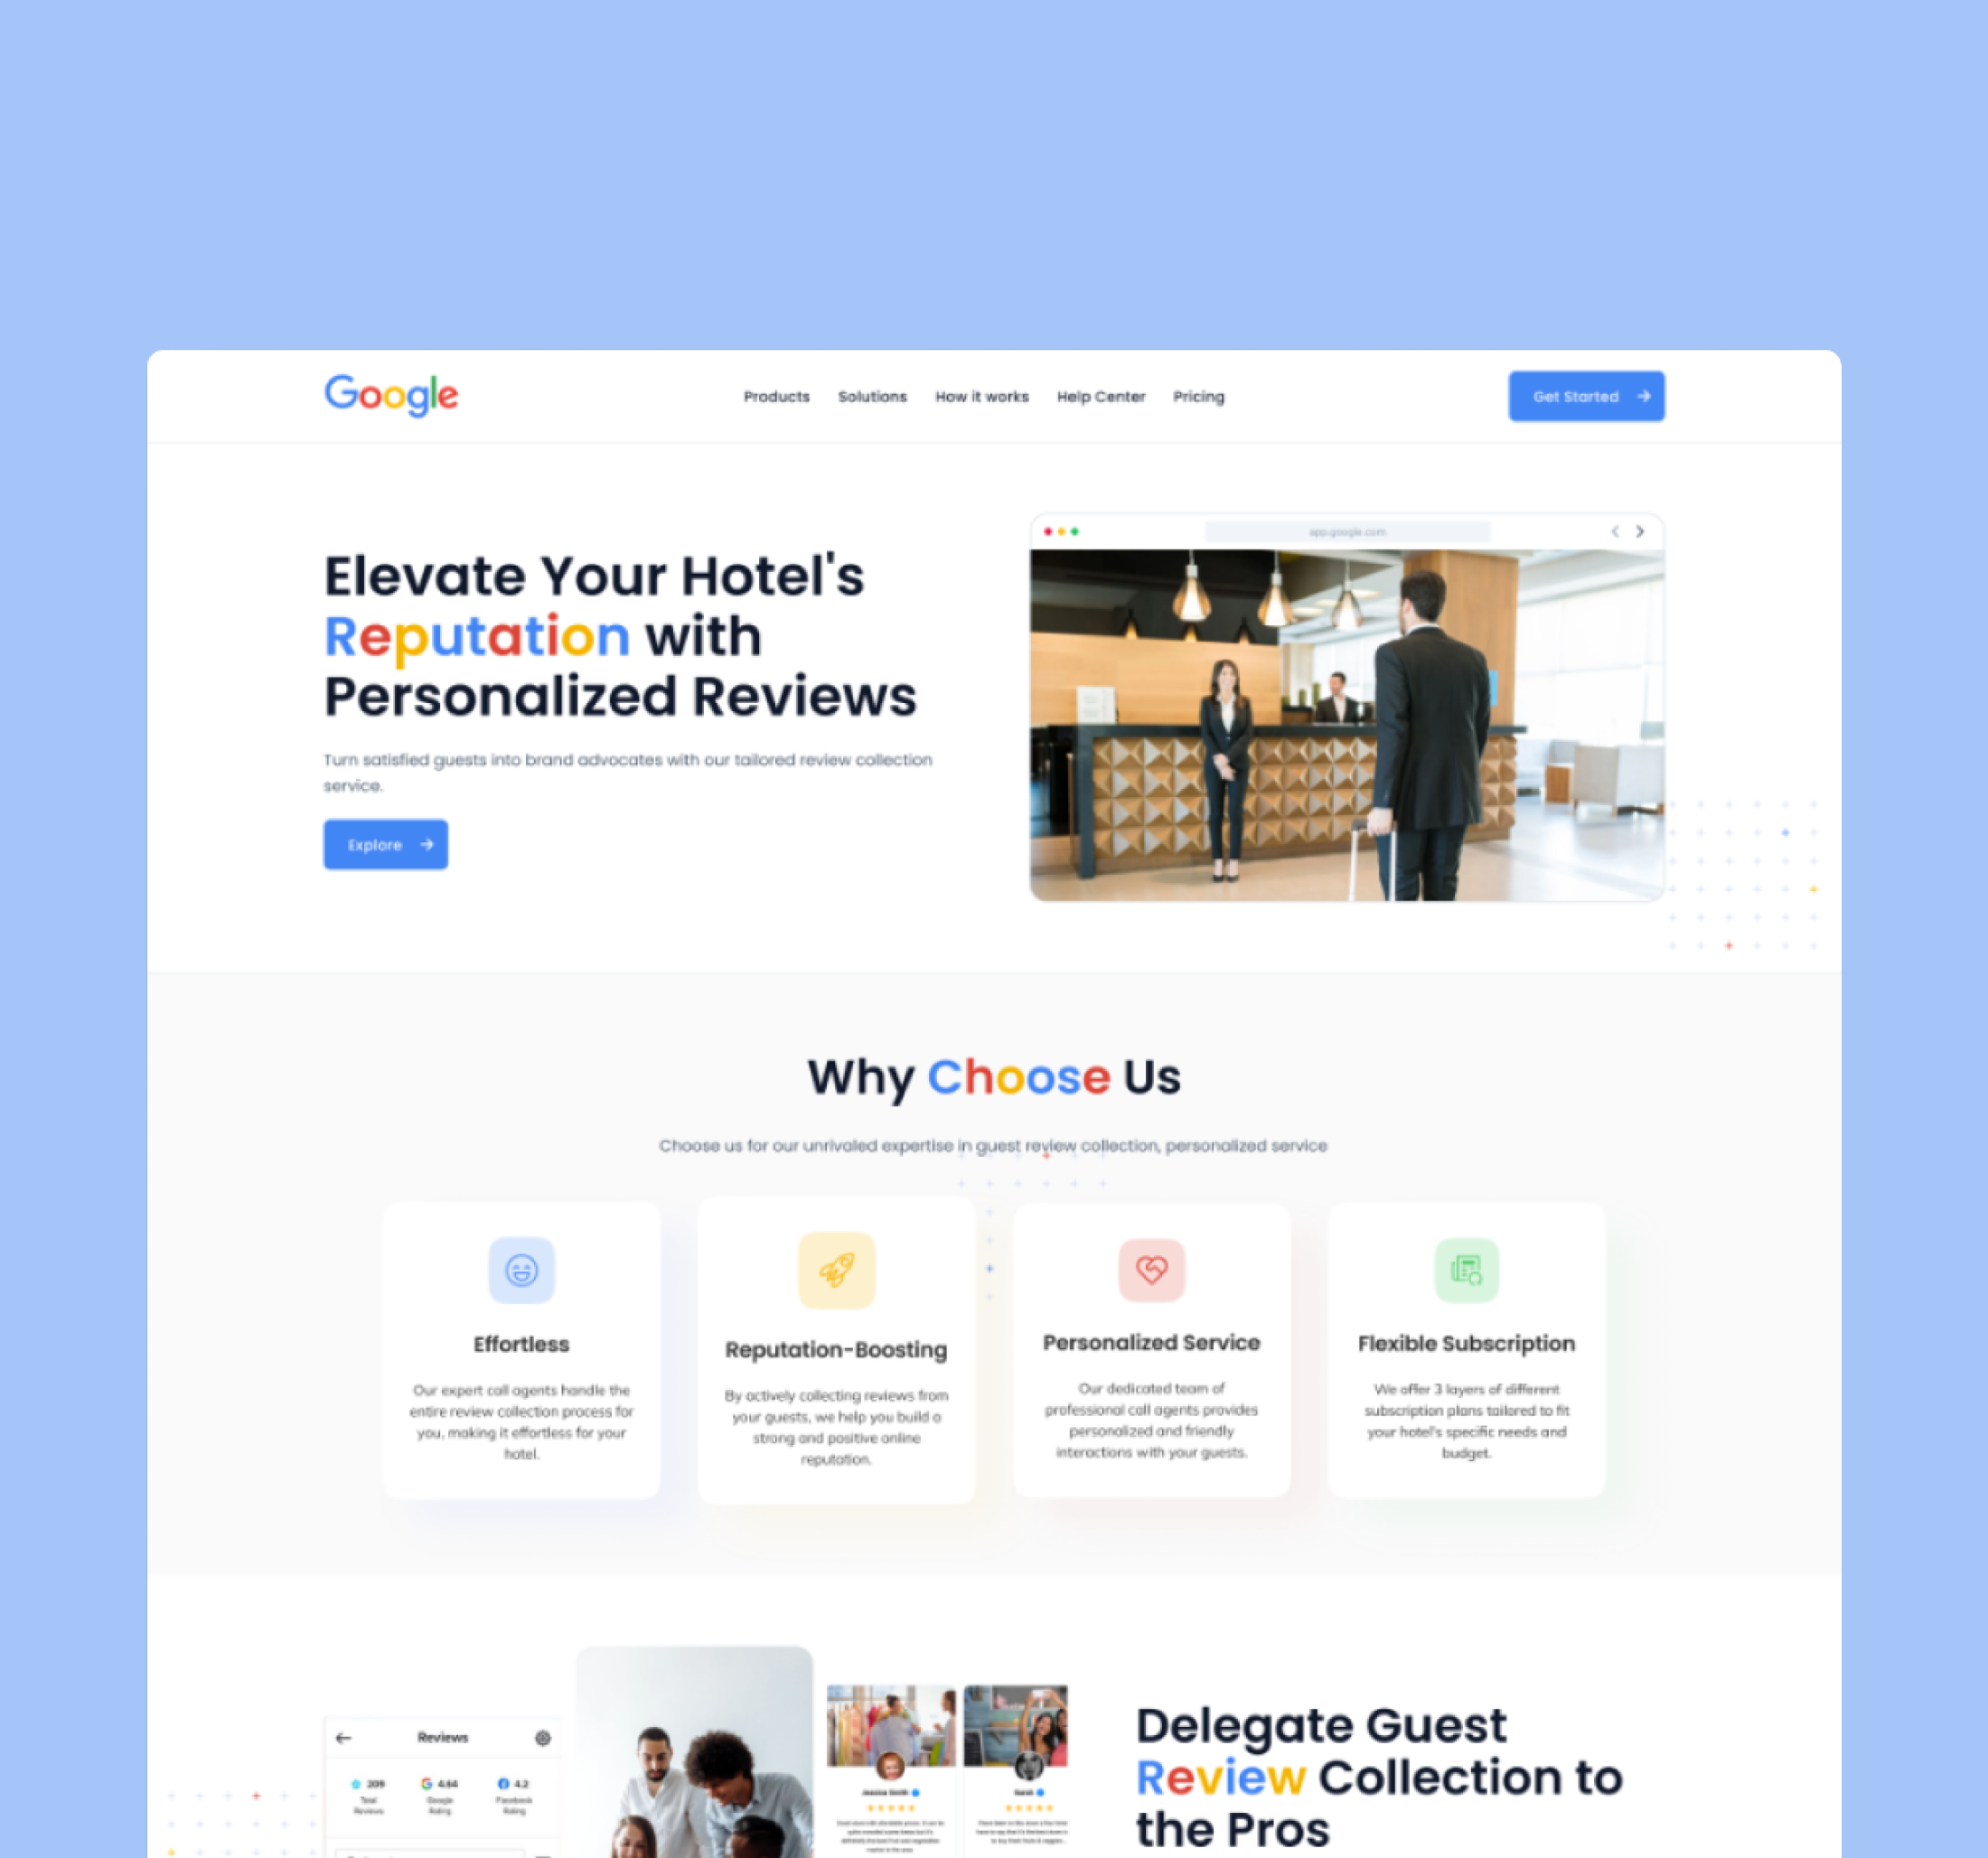 Google
Products Solutions How it works Help Center Pricing
Get Started
app.google.com
Elevate Your Hotel's
Reputation with
Personalized Reviews
Turn satisfied guests into brand advocates with our tailored review collection
service.
Explore
Why Choose Us
Choose us for our unrivaled expertise in guest review collection, personalized service
Effortless
Our expert call agents handle the
entire review collection process for
you, making it effortless for your
hotel.
Reputation-Boosting
By actively collecting reviews from
your guests, we help you build a
strong and positive online
reputation.
Personalized Service
Our dedicated team of
professional call agents provides
personalized and friendly
interactions with your guests.
Flexible Subscription
We offer 3 layers of different
subscription plans tailored to fit
your hotel's specific needs and
budget.
Reviews
209
Total
Reviews
4.64
Google
Rating
4.2
Facebook
Rating
Jessica Smith
Sarah
Delegate Guest
Review Collection to
the Pros